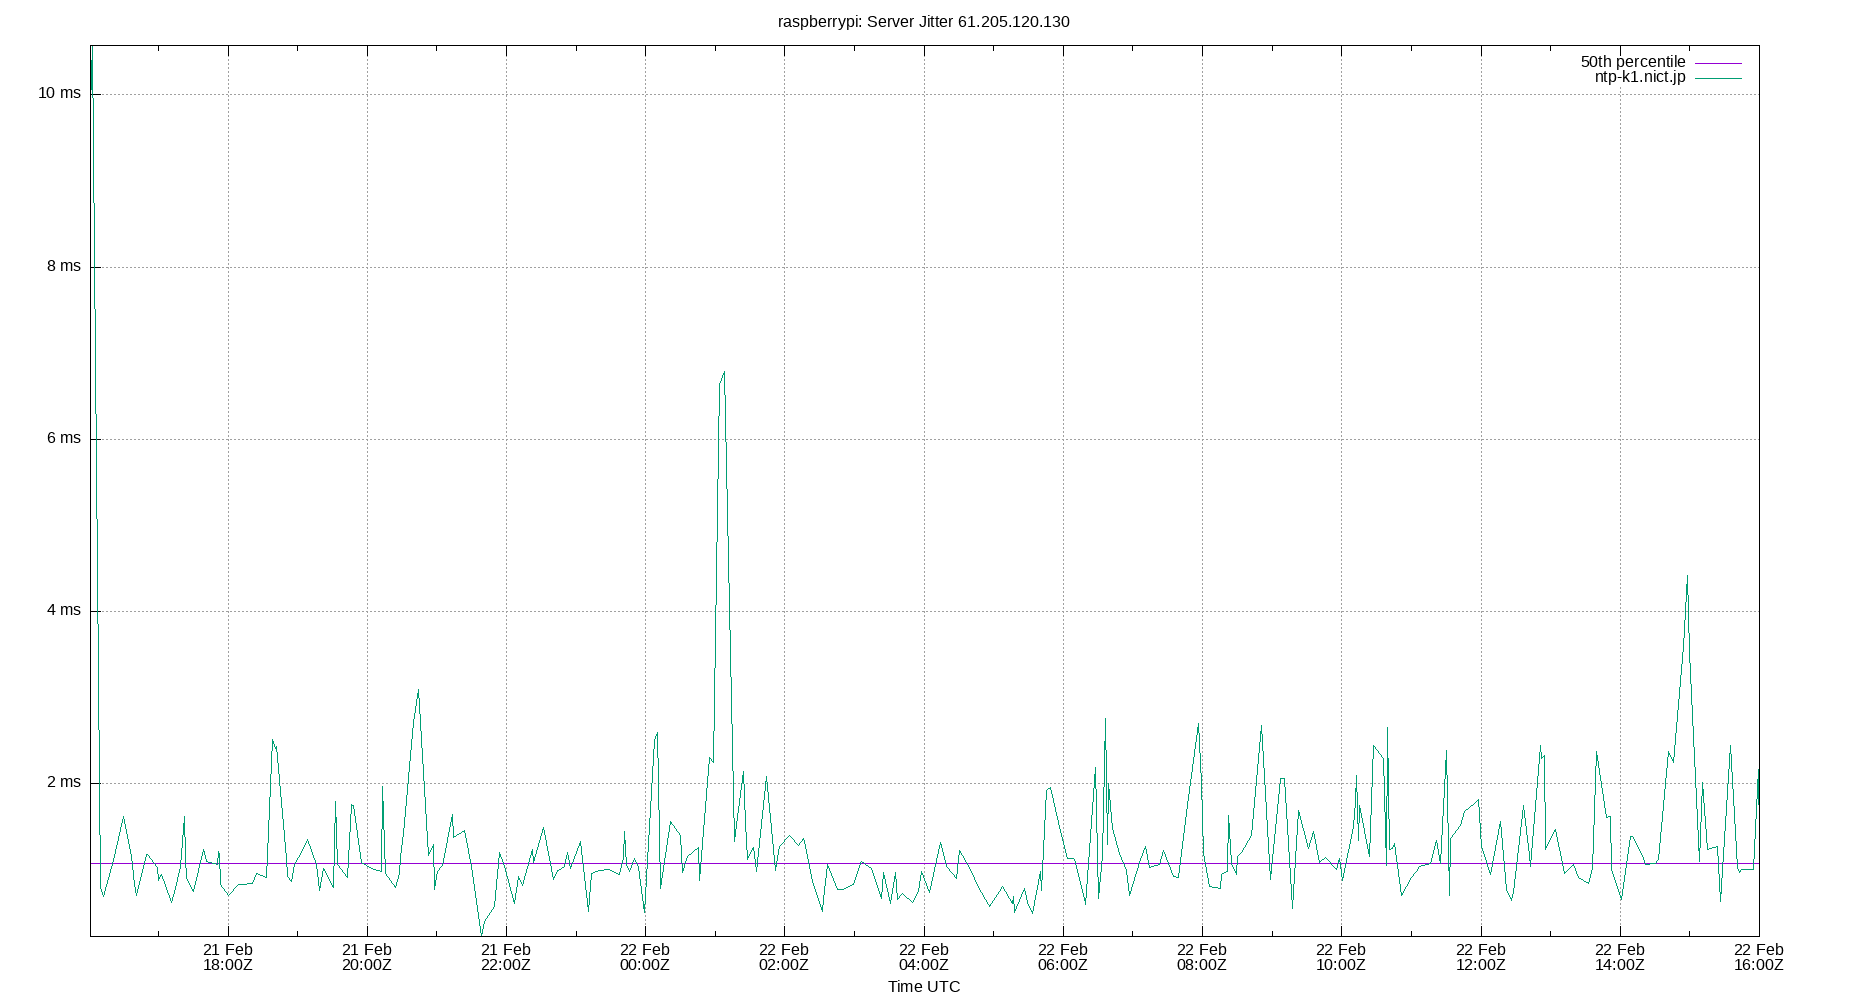 raspberrypi: Server Jitter 61.205.120.130
50th percentile
ntp-k1.nict.jp
10 ms
8 ms
6 ms
4 ms
2 ms
21 Feb 21 Feb 21 Feb 22 Feb 22 Feb 22 Feb 22 Feb 22 Feb 22 Feb 22 Feb 22 Feb 22 Feb
18:00Z 20:00Z 22:00Z 00:00Z 02:00Z 04:00Z 06:00Z 08:00Z 10:00Z 12:00Z 14:00Z 16:00Z
Time UTC